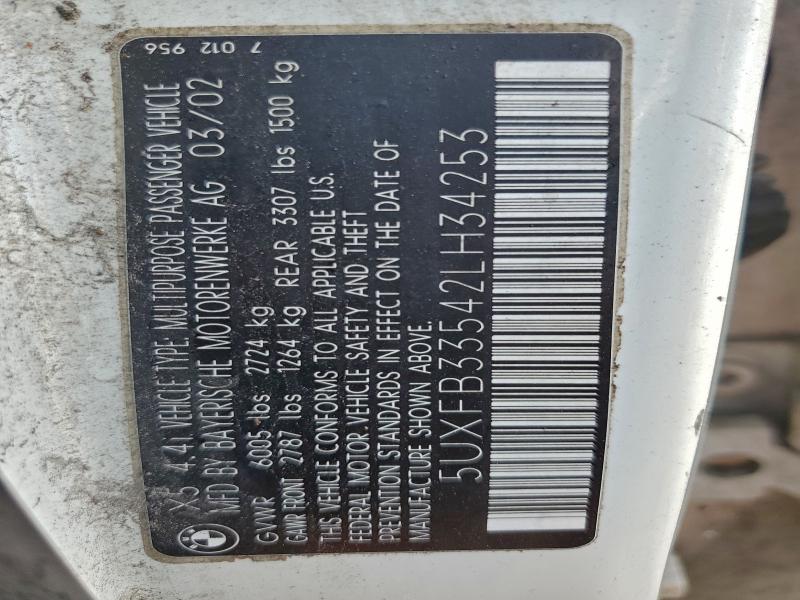 X5 4.4i VEHICLE TYPE: MULTIPURPOSE PASSENGER VEHICLE 7 012 956
MFD BY BAYERISCHE MOTORENWERKE AG 03/02
GVWR 6005 lbs 2724 kg
GAWR FRONT 2787 lbs 1264 kg REAR 3307 lbs 1500 kg
THIS VEHICLE CONFORMS TO ALL APPLICABLE U.S.
FEDERAL MOTOR VEHICLE SAFETY AND THEFT
PREVENTION STANDARDS IN EFFECT ON THE DATE OF
MANUFACTURE SHOWN ABOVE.
5UXFB33542LH34253